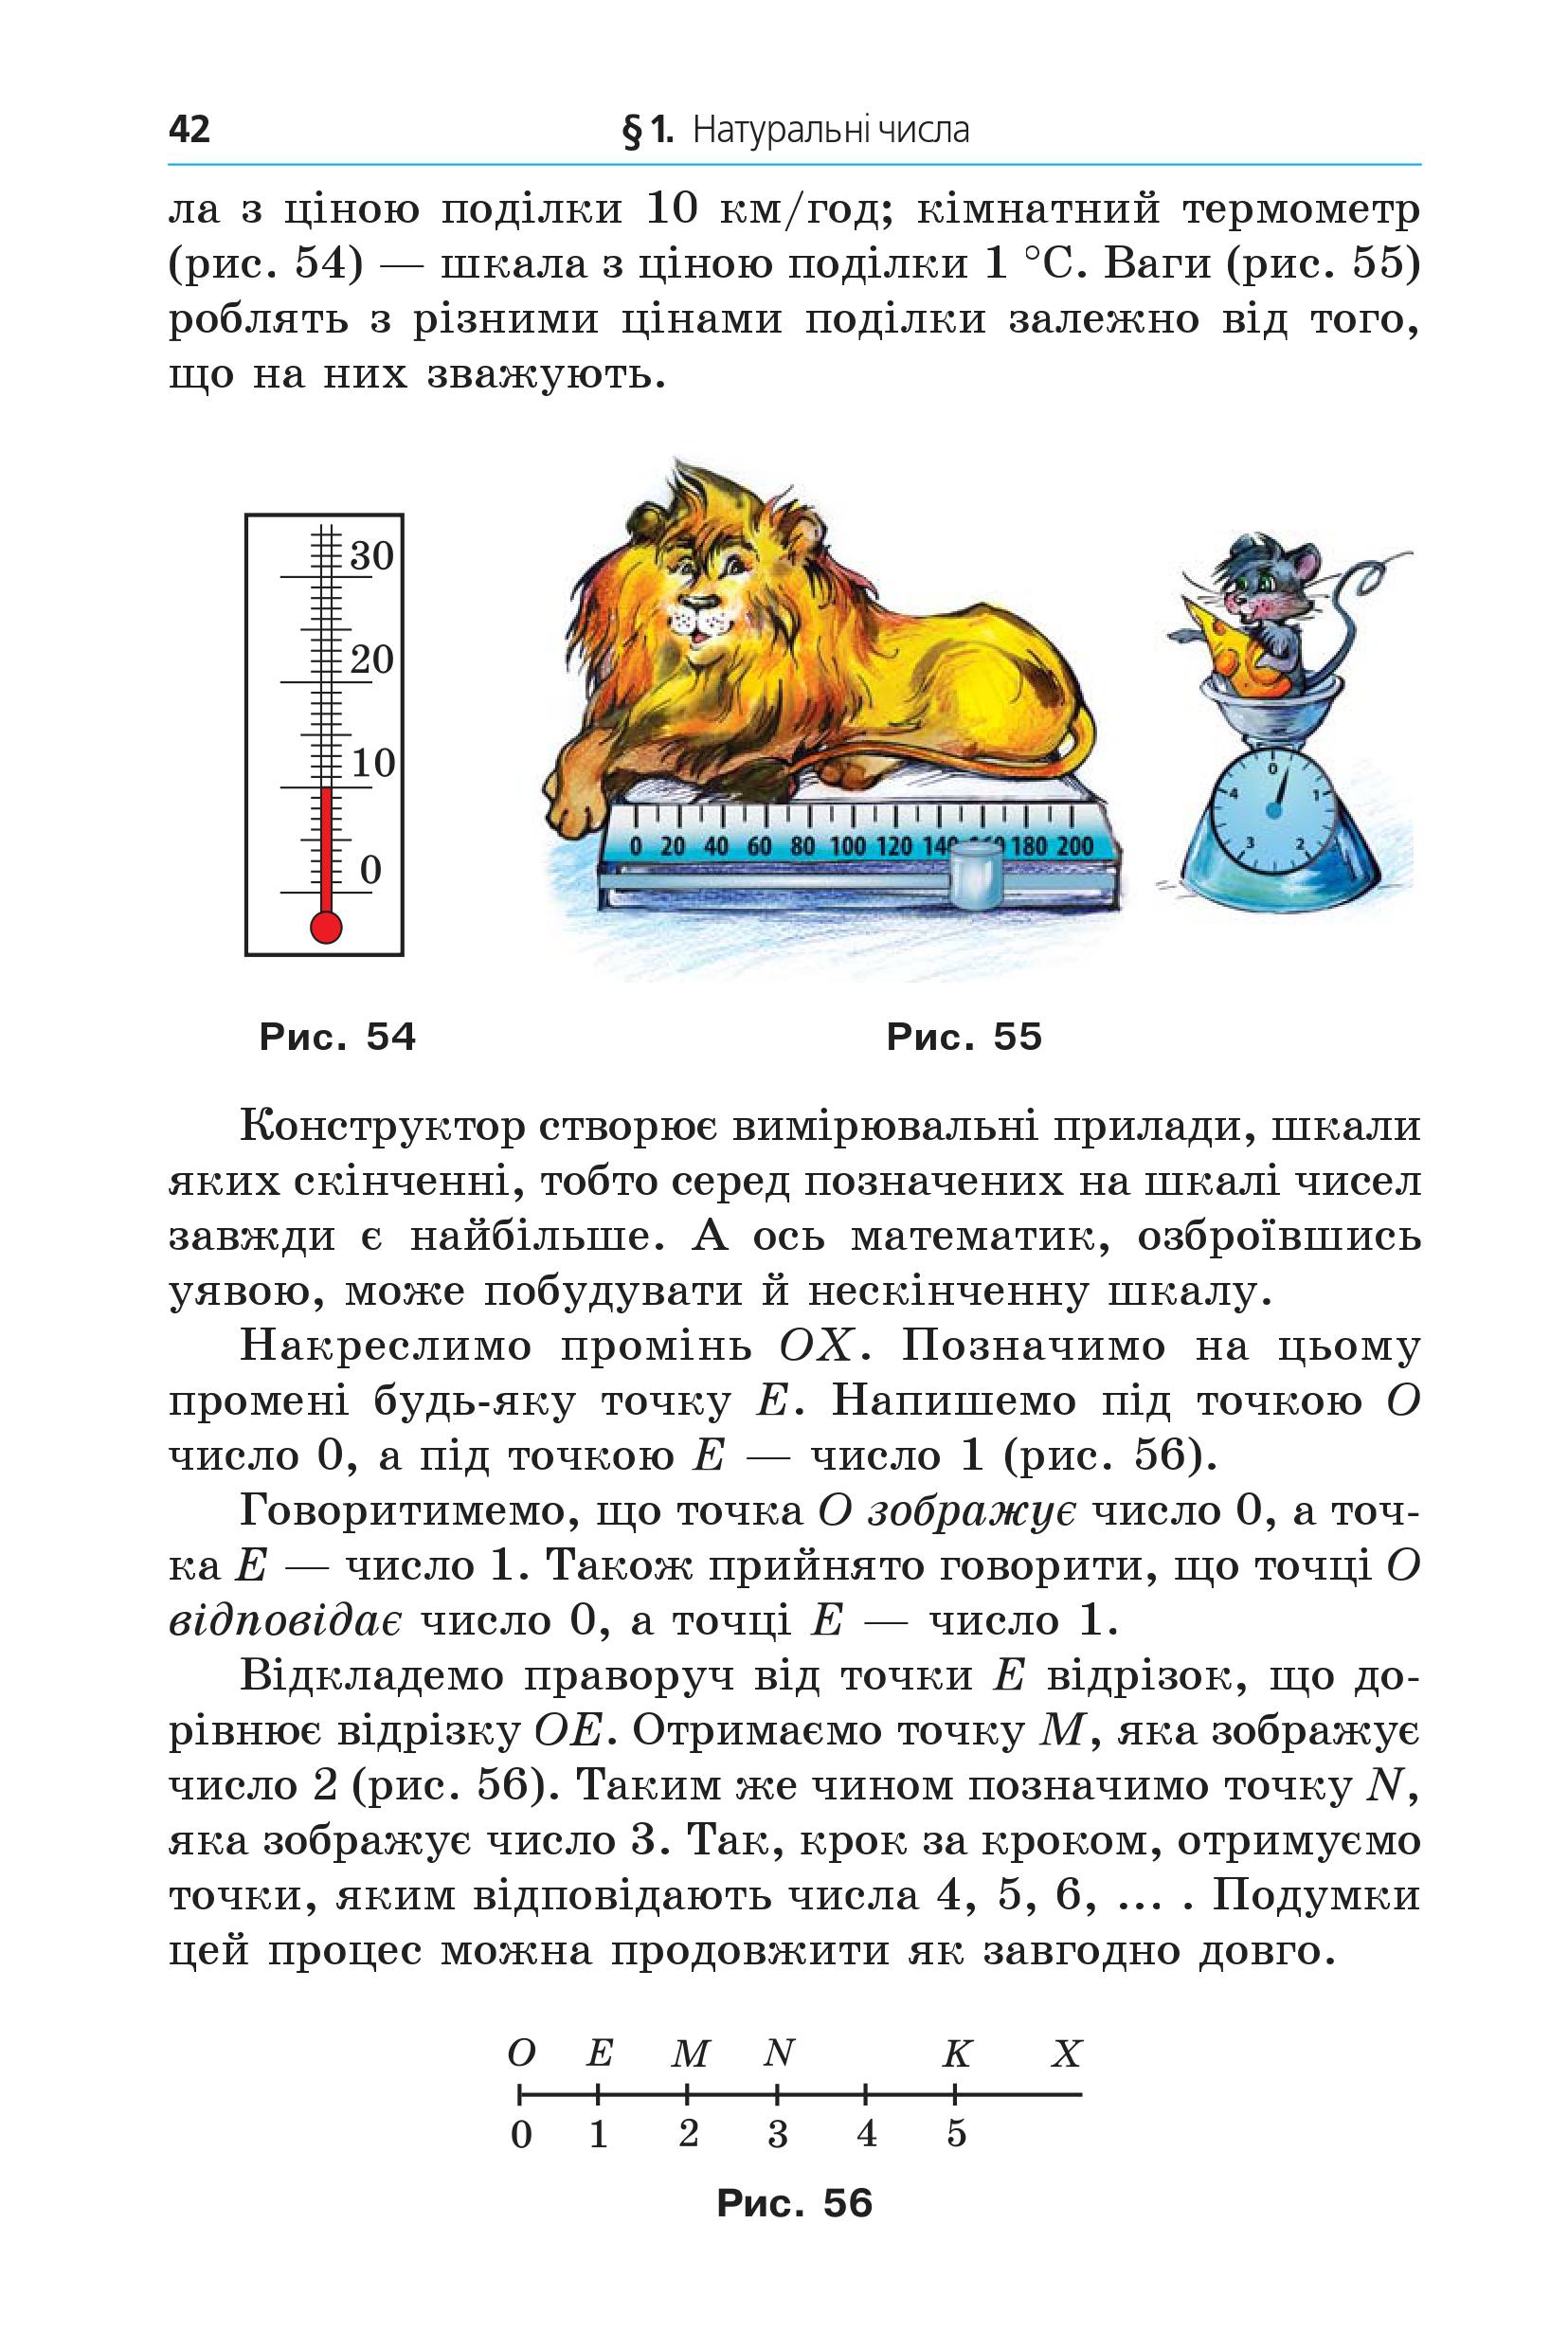 42 § 1. Натуральні числа
ла з ціною поділки 10 км/год; кімнатний термометр
(рис. 54) — шкала з ціною поділки 1 °С. Ваги (рис. 55)
роблять з різними цінами поділки залежно від того,
що на них зважують.
30
20
10
0
0 20 40 60 80 100 120 140 160 180 200
0
4 1
3 2
Рис. 54 Рис. 55
Конструктор створює вимірювальні прилади, шкали
яких скінченні, тобто серед позначених на шкалі чисел
завжди є найбільше. А ось математик, озброївшись
уявою, може побудувати й нескінченну шкалу.
Накреслимо промінь OX. Позначимо на цьому
промені будь-яку точку E. Напишемо під точкою O
число 0, а під точкою E — число 1 (рис. 56).
Говоритимемо, що точка O зображує число 0, а точ-
ка E — число 1. Також прийнято говорити, що точці O
відповідає число 0, а точці E — число 1.
Відкладемо праворуч від точки E відрізок, що до-
рівнює відрізку OE. Отримаємо точку M, яка зображує
число 2 (рис. 56). Таким же чином позначимо точку N,
яка зображує число 3. Так, крок за кроком, отримуємо
точки, яким відповідають числа 4, 5, 6, ... . Подумки
цей процес можна продовжити як завгодно довго.
O E M N K X
0 1 2 3 4 5
Рис. 56